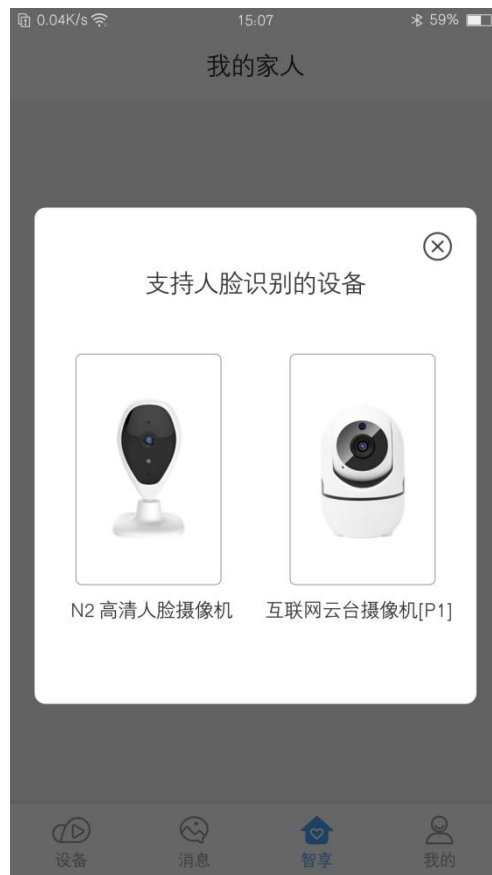 0.04K/s 15:07 59%
我的家人
支持人脸识别的设备
N2 高清人脸摄像机 互联网云台摄像机[P1]
设备 消息 智享 我的